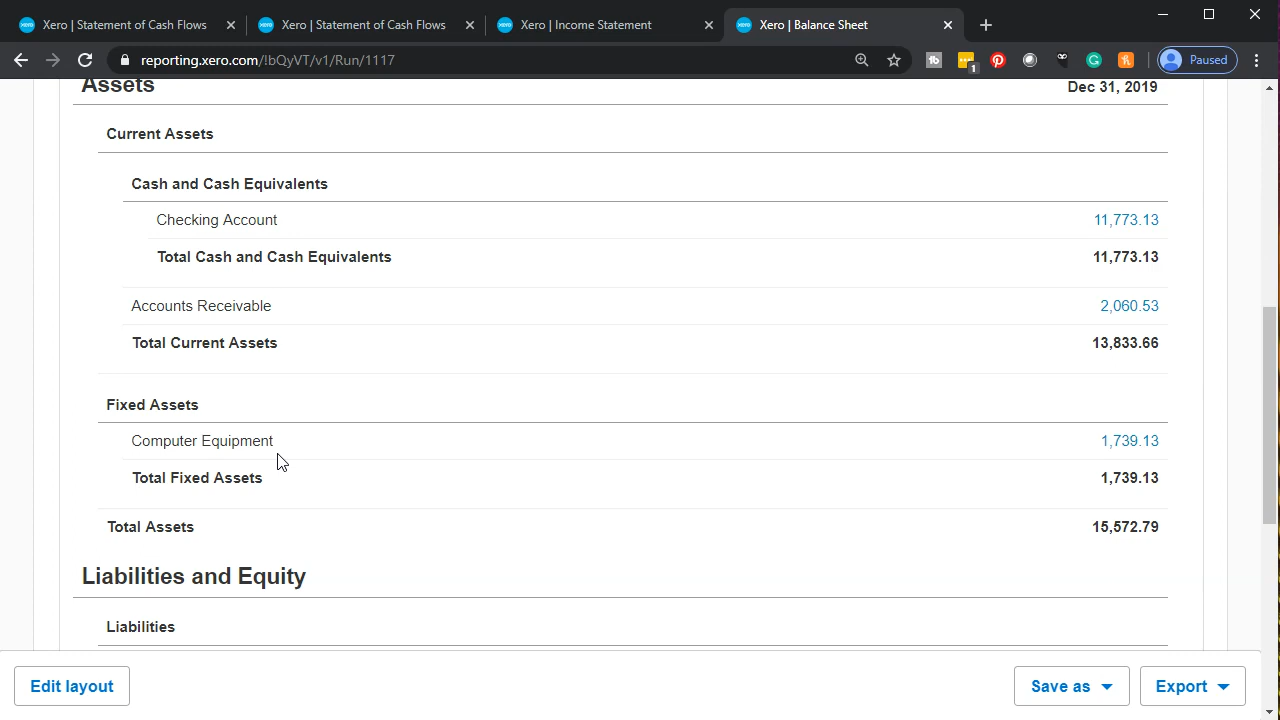 Xero | Statement of Cash Flows
Xero | Statement of Cash Flows
Xero | Income Statement
Xero | Balance Sheet
reporting.xero.com/!bQyVT/v1/Run/1117
1
Paused
Assets Dec 31, 2019
Current Assets
Cash and Cash Equivalents
Checking Account 11,773.13
Total Cash and Cash Equivalents 11,773.13
Accounts Receivable 2,060.53
Total Current Assets 13,833.66
Fixed Assets
Computer Equipment 1,739.13
Total Fixed Assets 1,739.13
Total Assets 15,572.79
Liabilities and Equity
Liabilities
Edit layout
Save as
Export